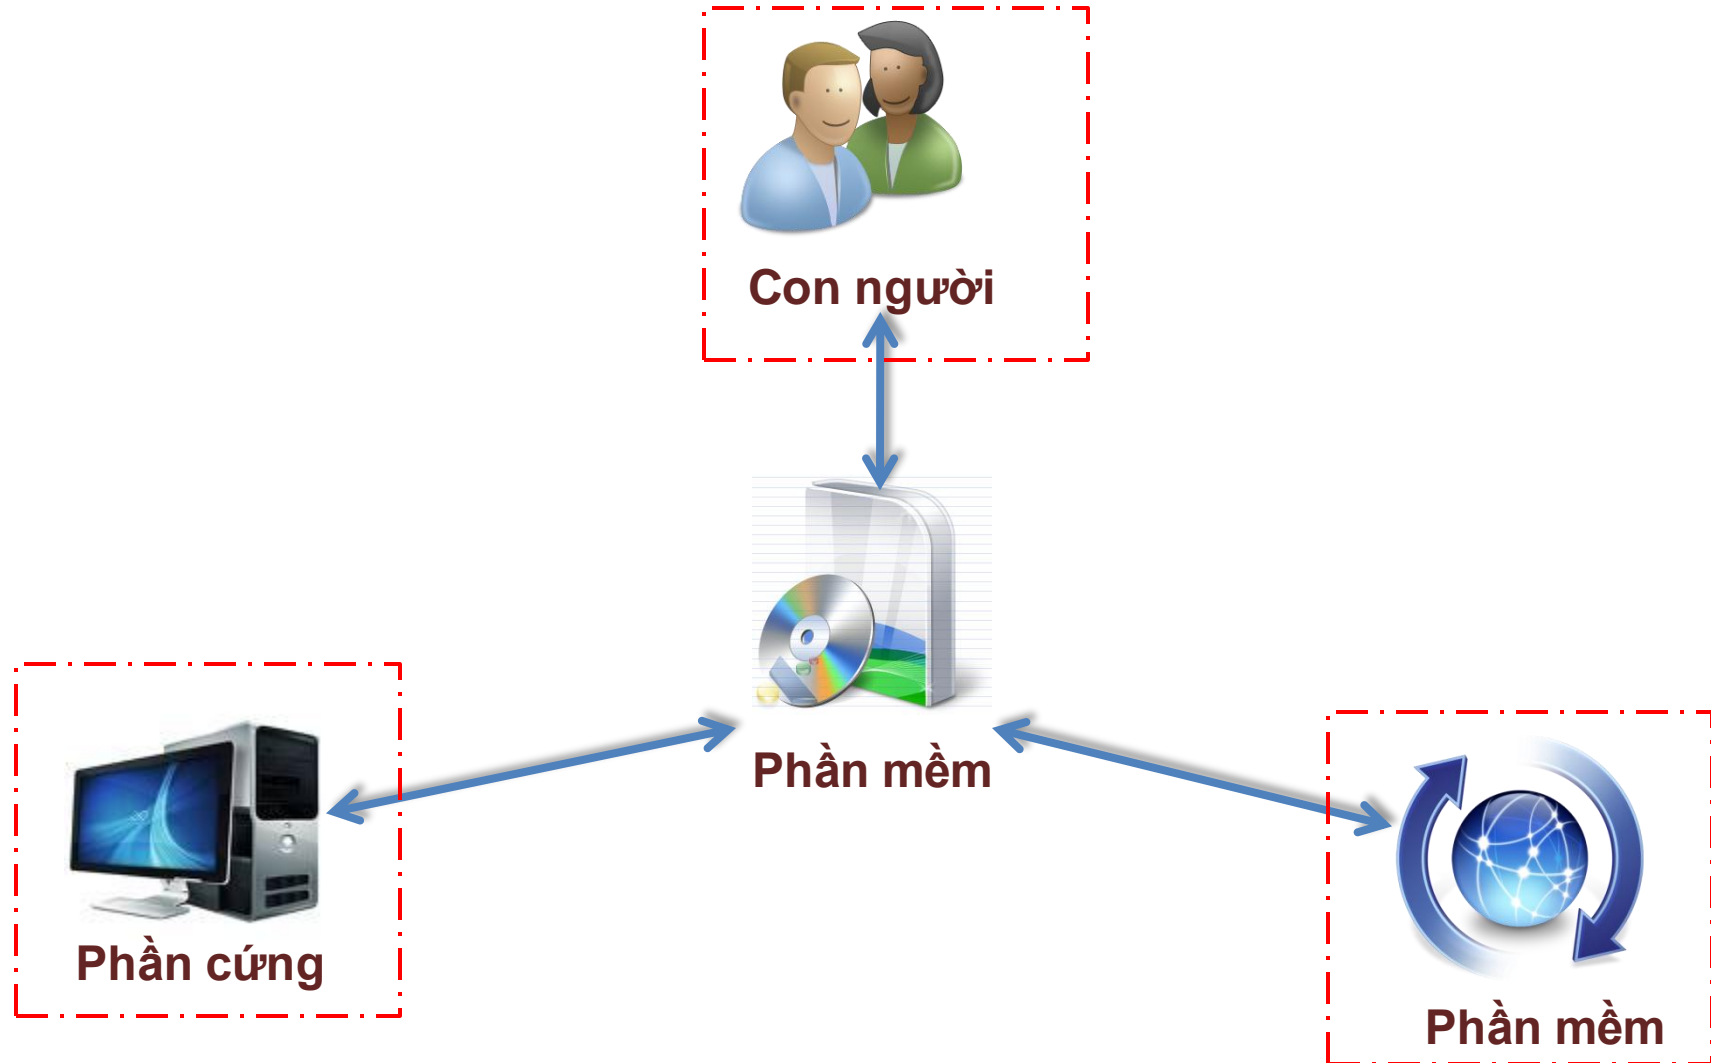 Con người
Phần mềm
Phần cứng
Phần mềm